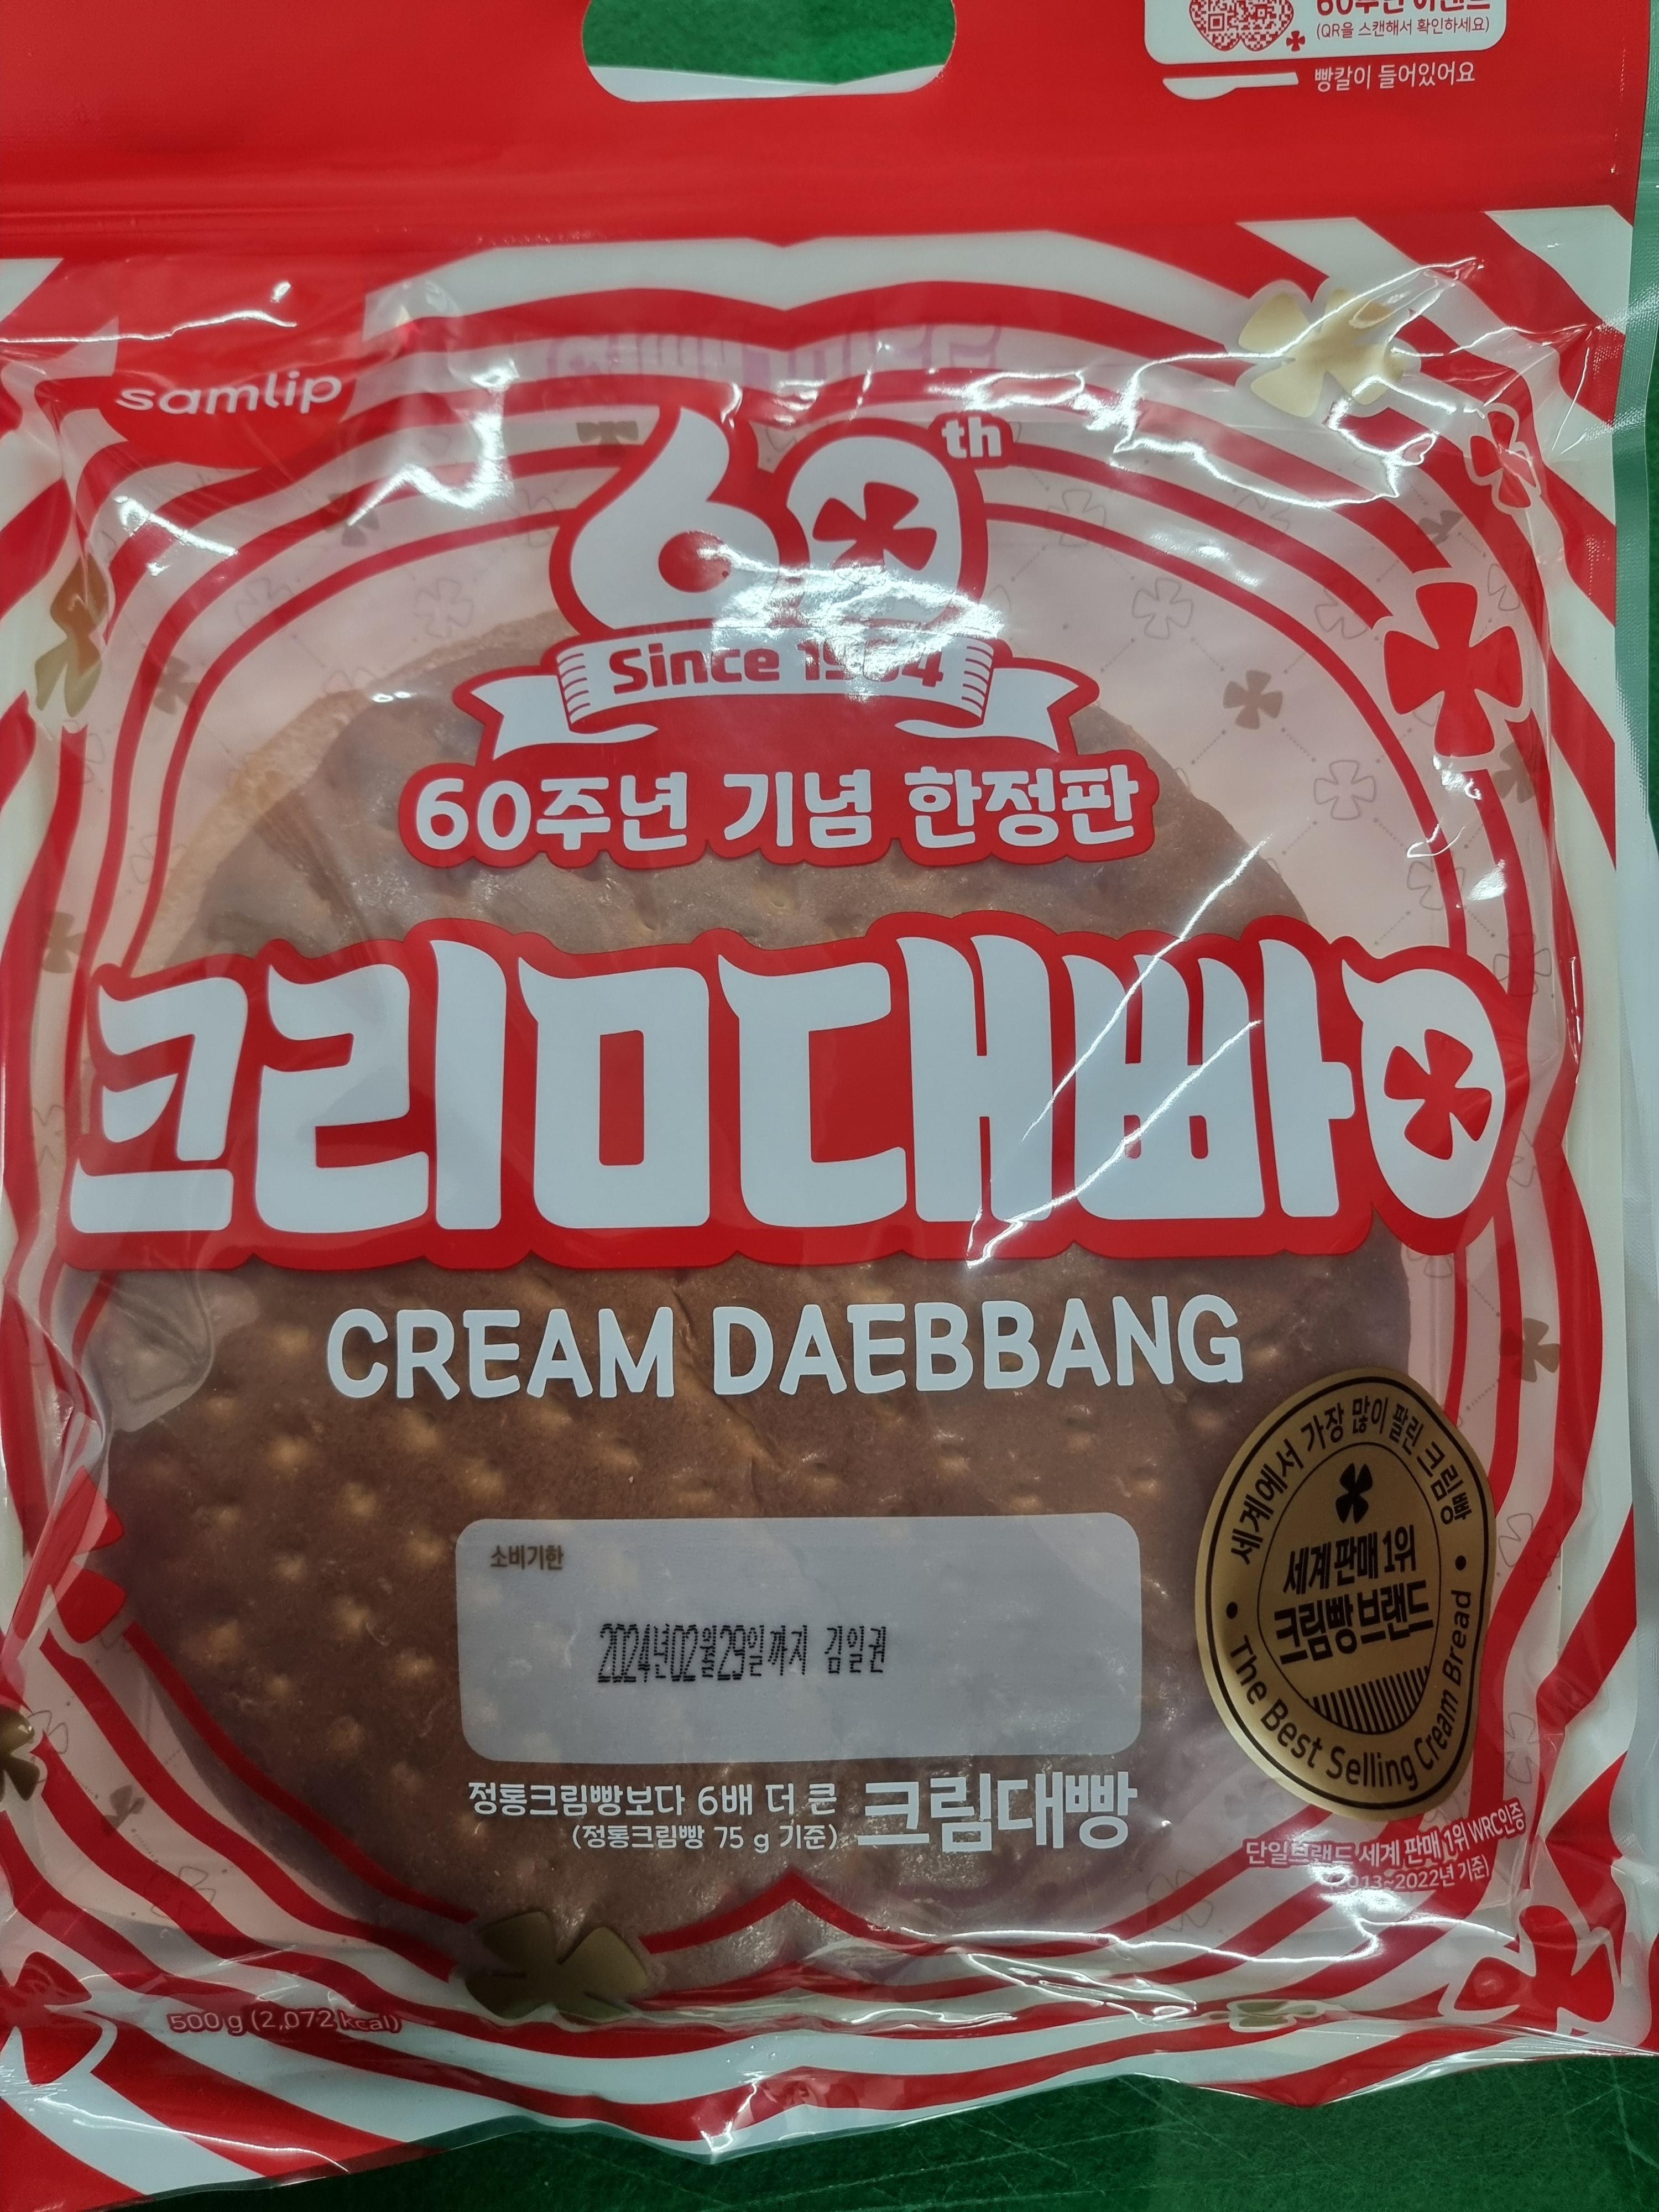 60주년 이벤트
(QR을 스캔해서 확인하세요)
빵칼이 들어있어요
samlip
60th
Since 1964
60주년 기념 한정판
크림대빵
CREAM DAEBBANG
세계에서 가장 많이 팔린 크림빵
세계 판매 1위
크림빵 브랜드
The Best Selling Cream Bread
소비기한
2024년02월29일까지 김일권
정통크림빵보다 6배 더 큰 크림대빵
(정통크림빵 75 g 기준)
단일브랜드 세계 판매 1위 WRC인증
(2013~2022년 기준)
500 g (2,072 kcal)